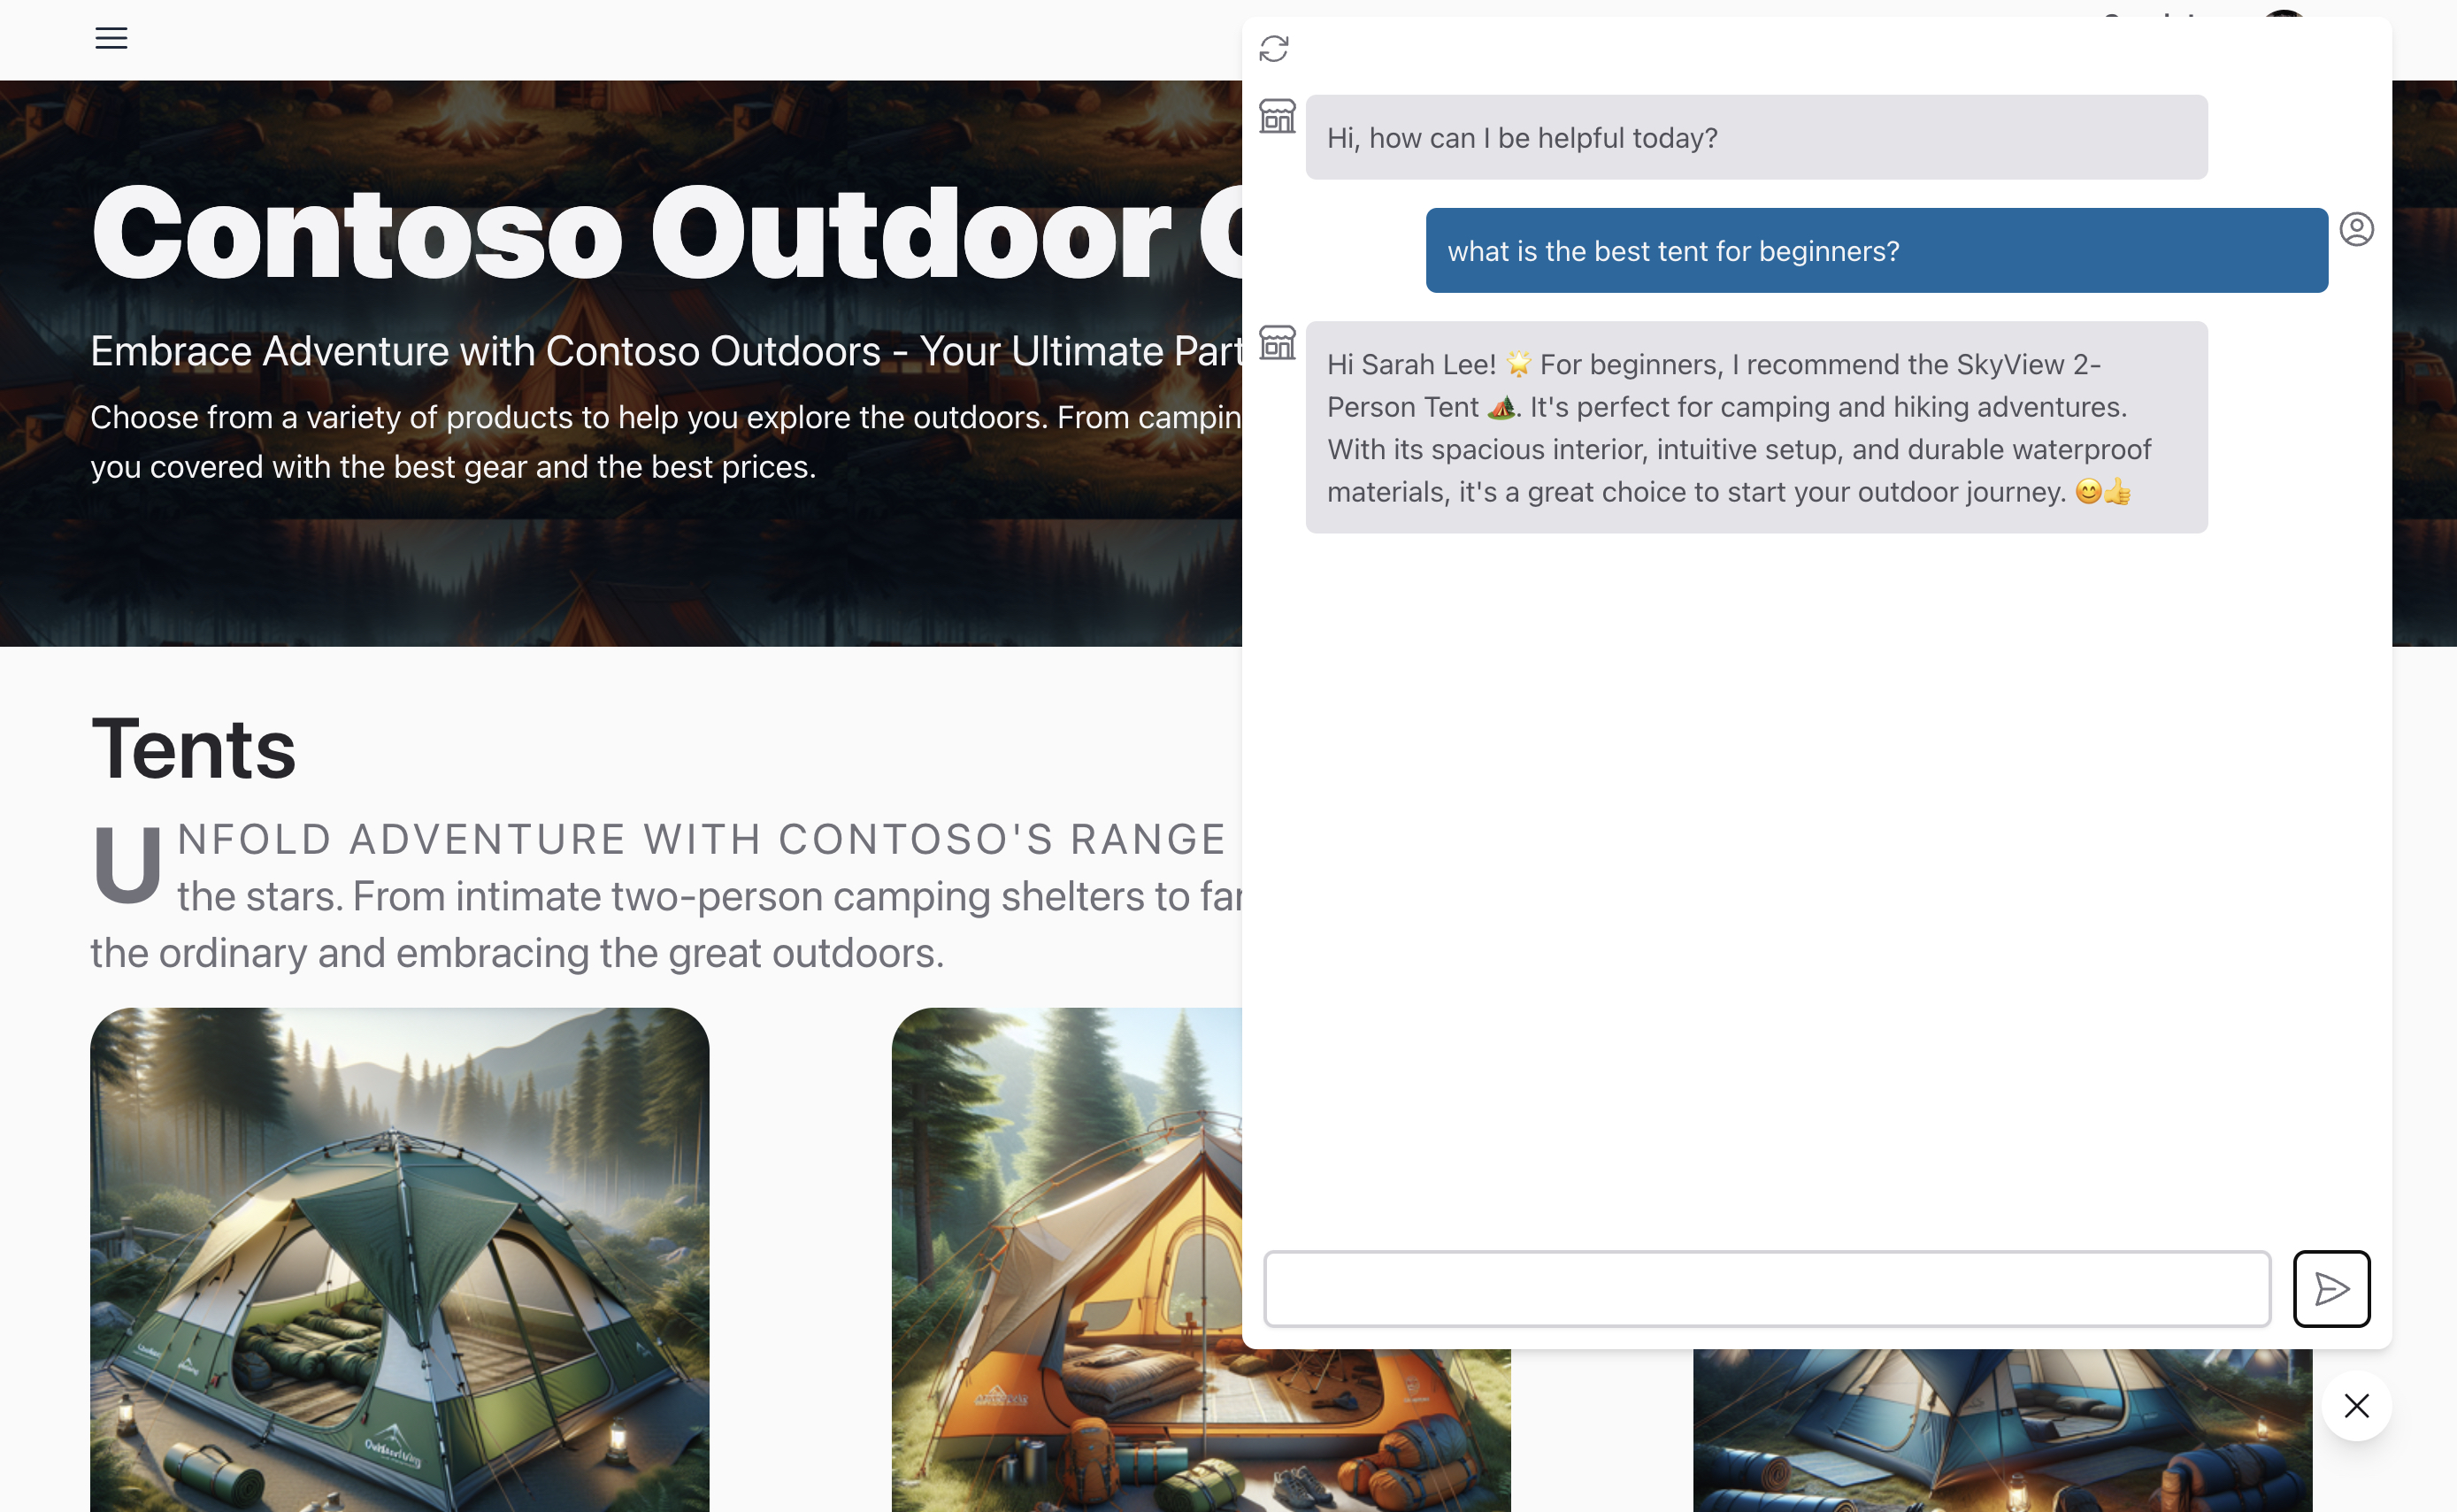 Contoso Outdoor
Embrace Adventure with Contoso Outdoors - Your Ultimate
Choose from a variety of products to help you explore the outdoors. From
you covered with the best gear and the best prices.
Tents
UNFOLD ADVENTURE WITH CONTOSO'S RANGE
the stars. From intimate two-person camping shelters to
the ordinary and embracing the great outdoors.
Hi, how can I be helpful today?
what is the best tent for beginners?
Hi Sarah Lee! 🌟 For beginners, I recommend the SkyView 2-
Person Tent 🏕️. It's perfect for camping and hiking adventures.
With its spacious interior, intuitive setup, and durable waterproof
materials, it's a great choice to start your outdoor journey. 😊👍